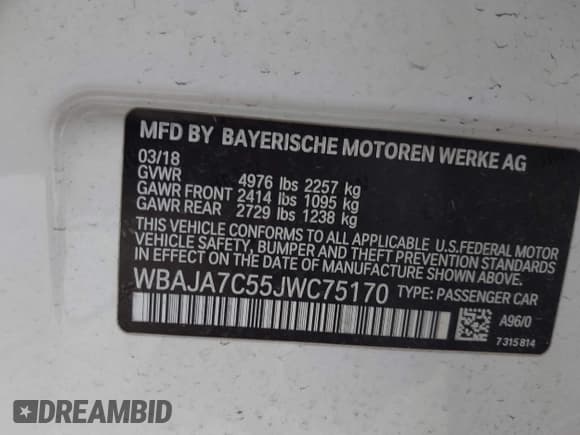 MFD BY BAYERISCHE MOTOREN WERKE AG
03/18
GVWR 4976 lbs 2257 kg
GAWR FRONT 2414 lbs 1095 kg
GAWR REAR 2729 lbs 1238 kg
THIS VEHICLE CONFORMS TO ALL APPLICABLE U.S.FEDERAL MOTOR
VEHICLE SAFETY, BUMPER AND THEFT PREVENTION STANDARDS
IN EFFECT ON THE DATE OF MANUFACTURE SHOWN ABOVE.
WBAJA7C55JWC75170 TYPE: PASSENGER CAR
A96/0
7315814
DREAMBID